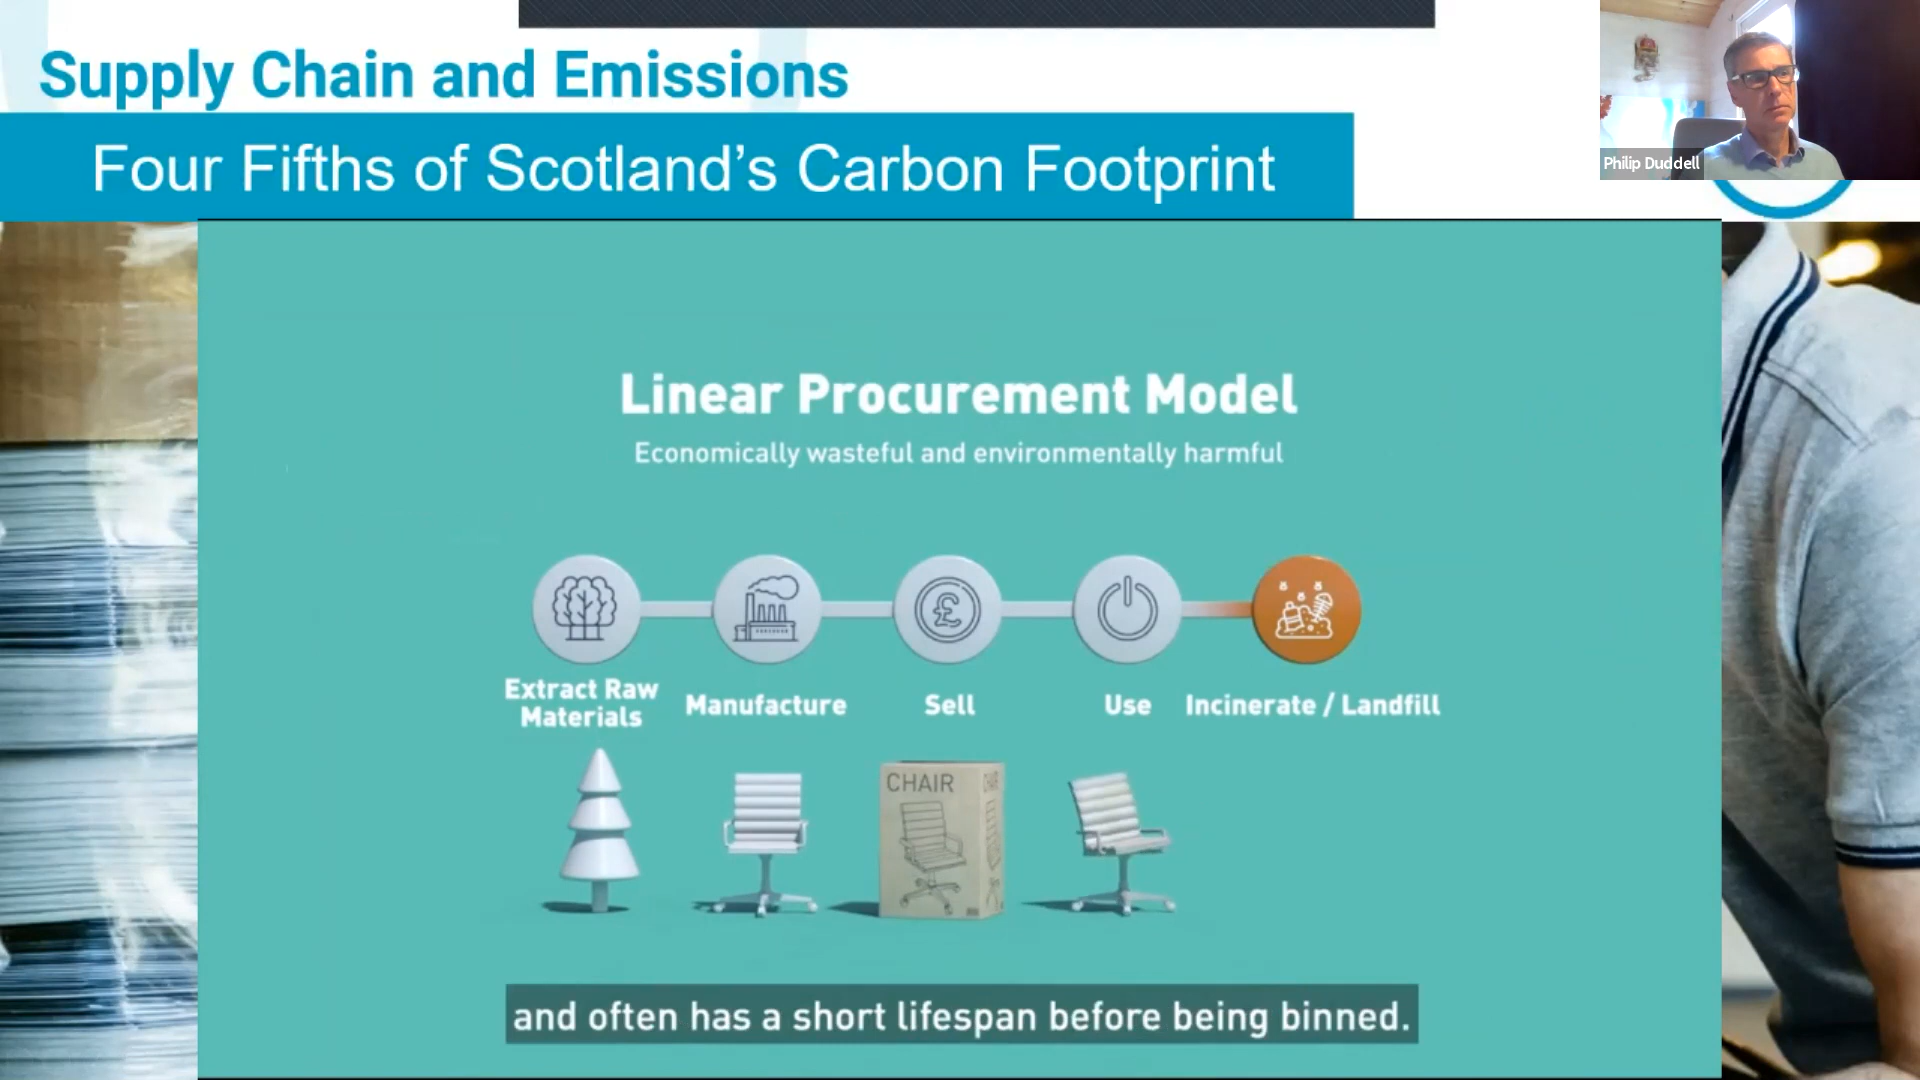 Supply Chain and Emissions
Four Fifths of Scotland’s Carbon Footprint
Philip Duddell
Linear Procurement Model
Economically wasteful and environmentally harmful
£
Extract Raw
Materials
Manufacture
Sell
Use
Incinerate / Landfill
CHAIR
CHAIR
and often has a short lifespan before being binned.